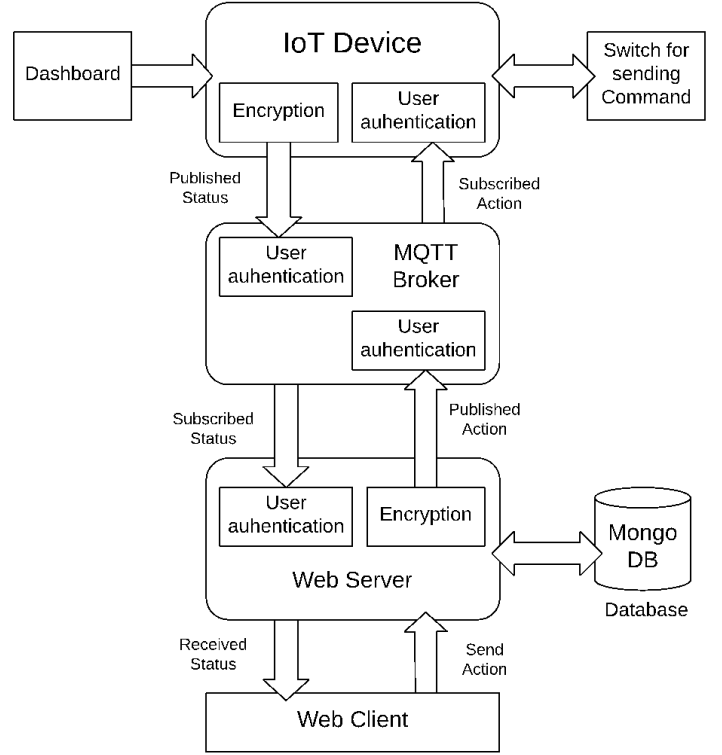 IoT Device
Dashboard
Switch for
sending
Command
Encryption
User
auhentication
Published
Status
Subscribed
Action
User
auhentication
MQTT
Broker
User
auhentication
Subscribed
Status
Published
Action
User
auhentication
Encryption
Web Server
Mongo
DB
Database
Received
Status
Send
Action
Web Client